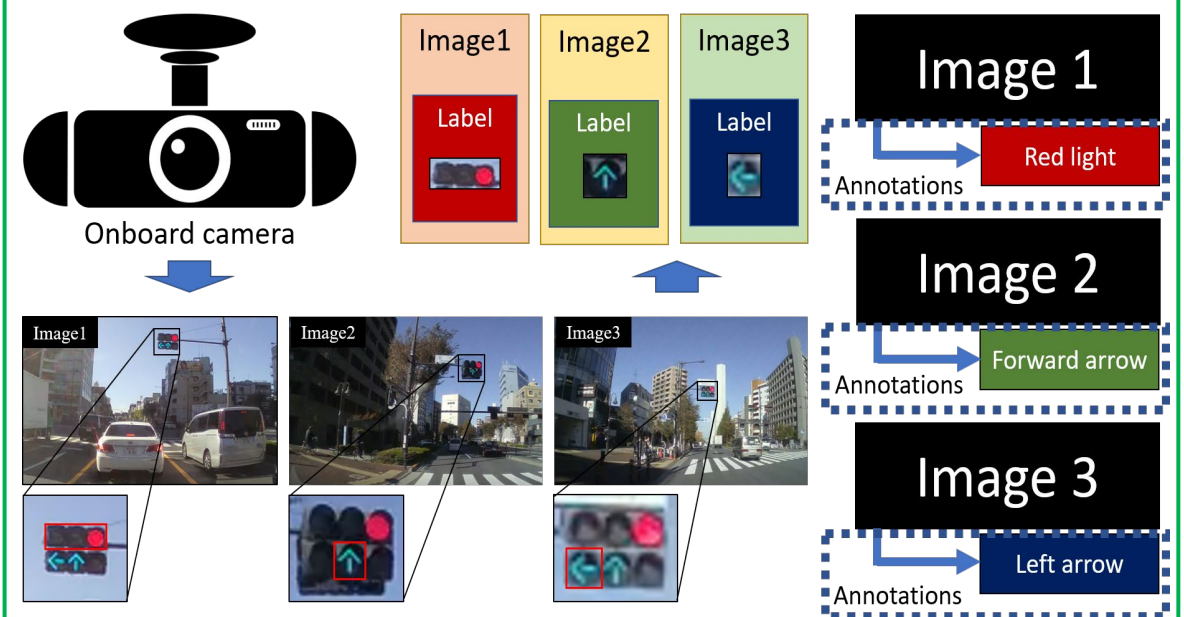 Onboard camera
Image1
Label
Image2
Label
Image3
Label
Image1
Image2
Image3
Image 1
Red light
Annotations
Image 2
Forward arrow
Annotations
Image 3
Left arrow
Annotations